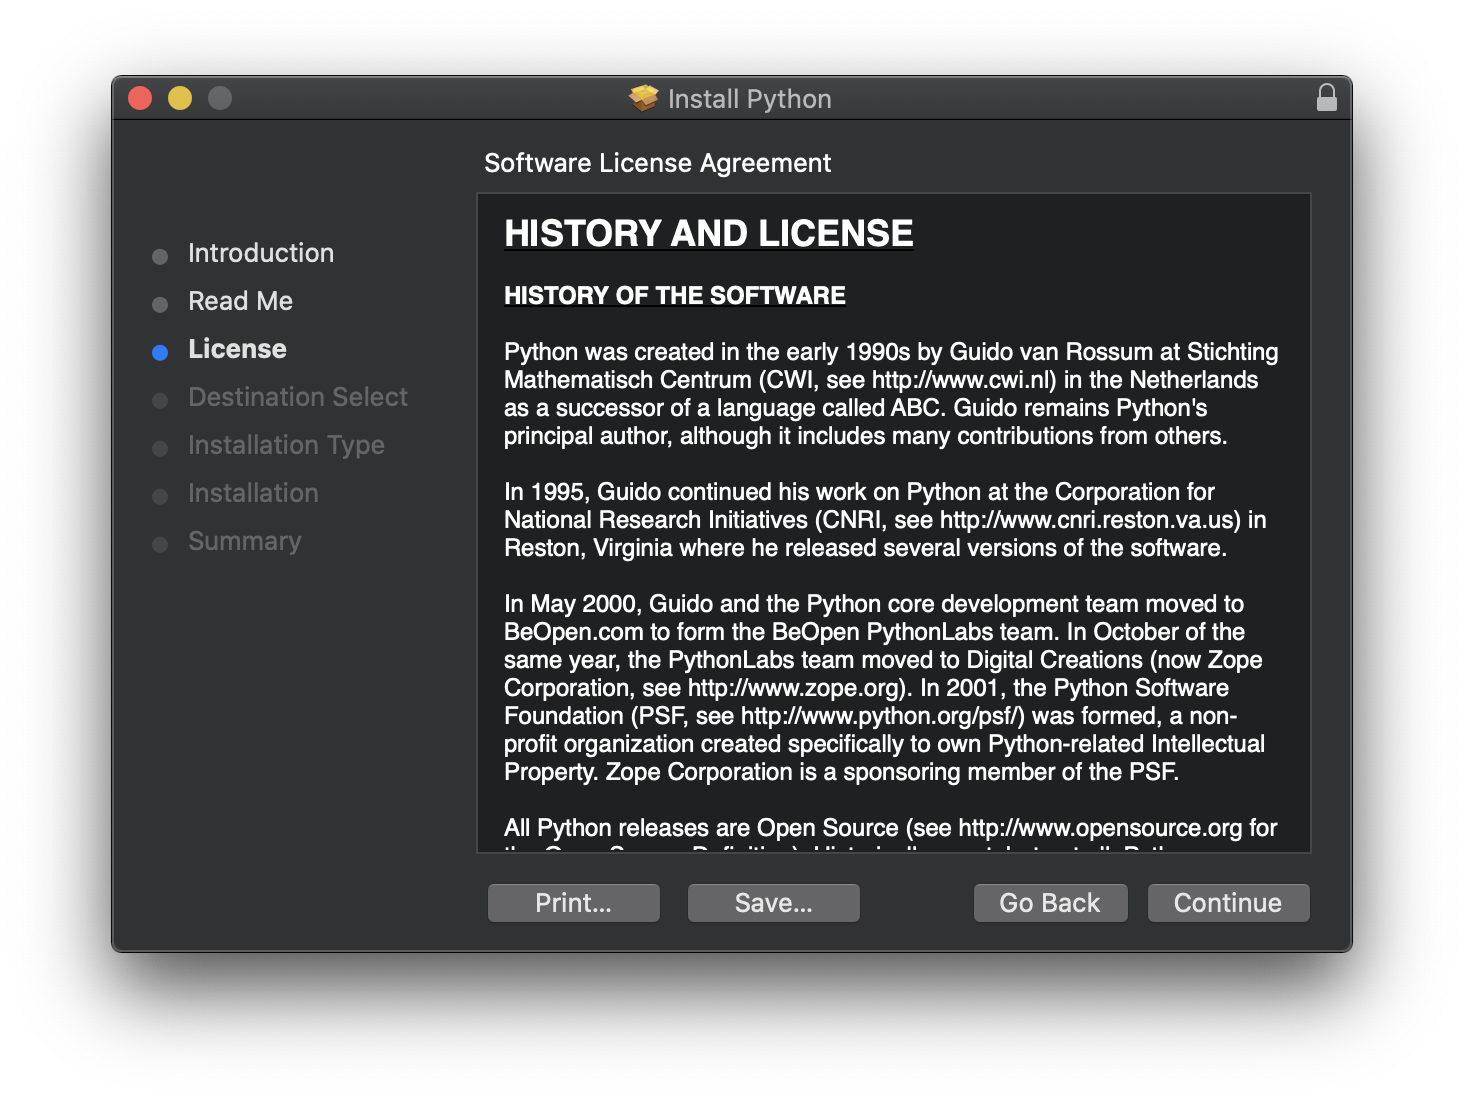 Install Python
Software License Agreement
Introduction
Read Me
License
Destination Select
Installation Type
Installation
Summary
HISTORY AND LICENSE
HISTORY OF THE SOFTWARE
Python was created in the early 1990s by Guido van Rossum at Stichting
Mathematisch Centrum (CWI, see http://www.cwi.nl) in the Netherlands
as a successor of a language called ABC. Guido remains Python's
principal author, although it includes many contributions from others.
In 1995, Guido continued his work on Python at the Corporation for
National Research Initiatives (CNRI, see http://www.cnri.reston.va.us) in
Reston, Virginia where he released several versions of the software.
In May 2000, Guido and the Python core development team moved to
BeOpen.com to form the BeOpen PythonLabs team. In October of the
same year, the PythonLabs team moved to Digital Creations (now Zope
Corporation, see http://www.zope.org). In 2001, the Python Software
Foundation (PSF, see http://www.python.org/psf/) was formed, a non-
profit organization created specifically to own Python-related Intellectual
Property. Zope Corporation is a sponsoring member of the PSF.
All Python releases are Open Source (see http://www.opensource.org for
Print...
Save...
Go Back
Continue